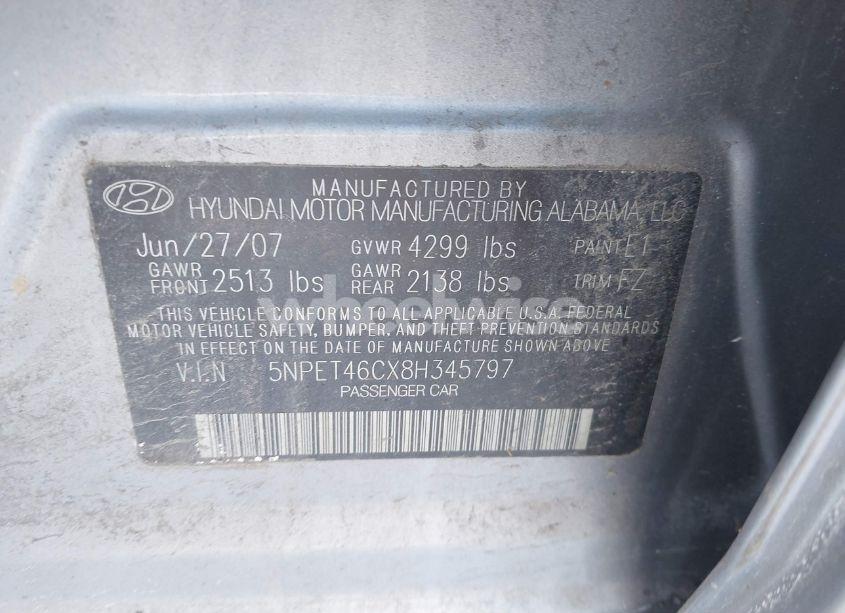 MANUFACTURED BY
HYUNDAI MOTOR MANUFACTURING ALABAMA, LLC
Jun/27/07 GVWR 4299 lbs PAINT E1
GAWR FRONT 2513 lbs GAWR REAR 2138 lbs TRIM FZ
THIS VEHICLE CONFORMS TO ALL APPLICABLE U.S.A. FEDERAL
MOTOR VEHICLE SAFETY, BUMPER, AND THEFT PREVENTION STANDARDS
IN EFFECT ON THE DATE OF MANUFACTURE SHOWN ABOVE
V.I.N 5NPET46CX8H345797
PASSENGER CAR